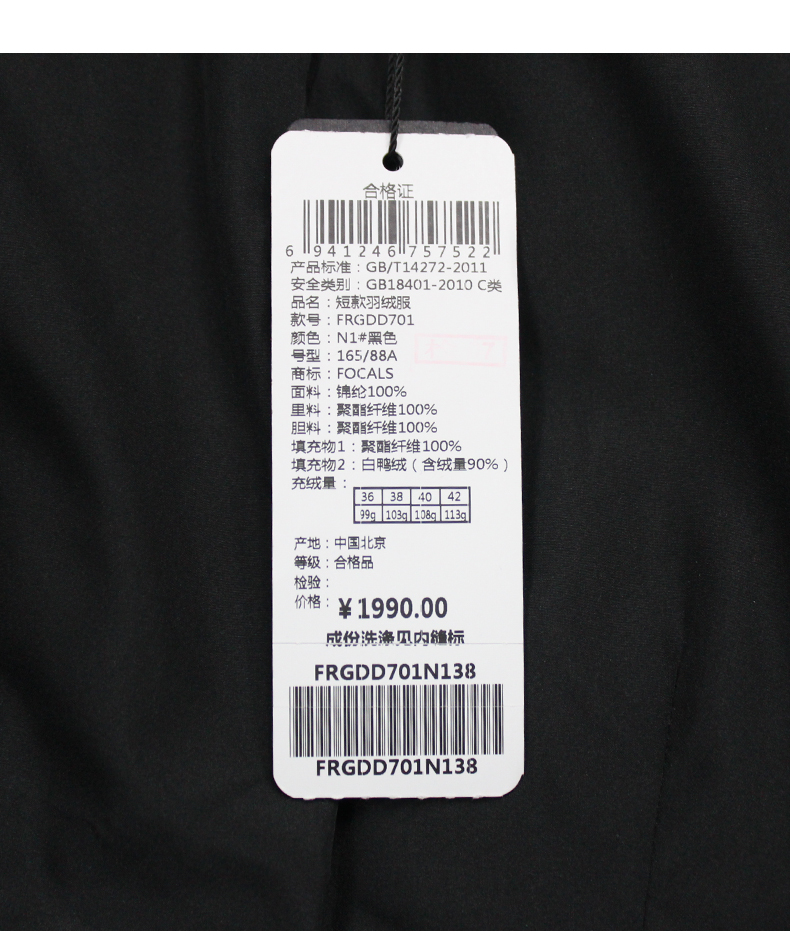 合格证
6 941246 757522
产品标准：GB/T14272-2011
安全类别：GB18401-2010 C类
品名：短款羽绒服
款号：FRGDD701
颜色：N1#黑色
号型：165/88A
商标：FOCALS
面料：锦纶100%
里料：聚酯纤维100%
胆料：聚酯纤维100%
填充物1：聚酯纤维100%
填充物2：白鸭绒（含绒量90%）
充绒量：
36 38 40 42
99g 103g 108g 113g
产地：中国北京
等级：合格品
检验：
价格：￥1990.00
成份洗涤见内缝标
FRGDD701N138
FRGDD701N138